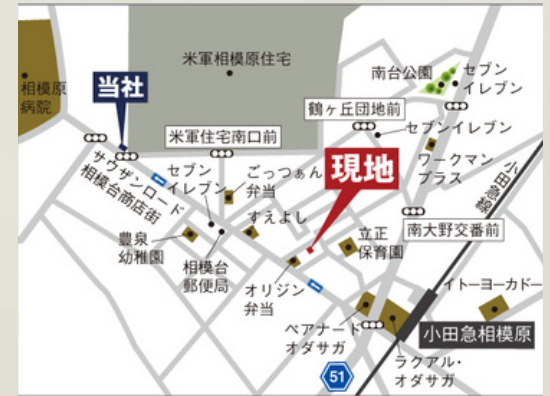 米軍相模原住宅
相模原
病院
当社
南台公園
セブン
イレブン
鶴ヶ丘団地前
セブンイレブン
米軍住宅南口前
ワークマン
プラス
小田急線
サウザンロード
相模台商店街
セブン
イレブン
ごっつぁん
弁当
現地
すえよし
豊泉
幼稚園
相模台
郵便局
立正
保育園
南大野交番前
オリジン
弁当
イトーヨーカドー
ペアナード
オダサガ
小田急相模原
ラクアル・
オダサガ
51